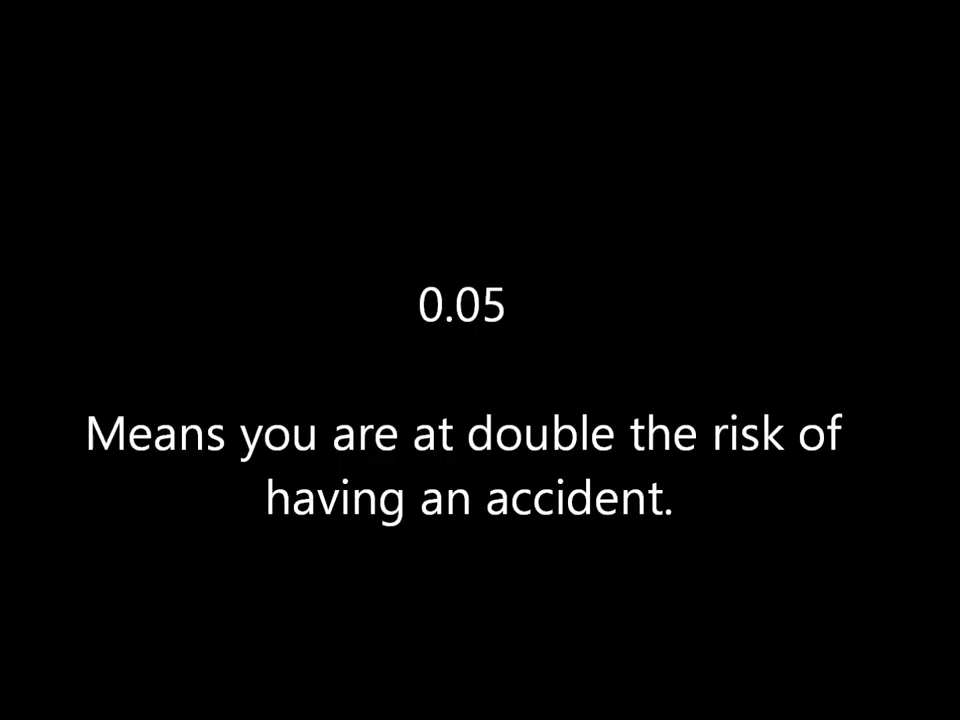 0.05
Means you are at double the risk of
having an accident.